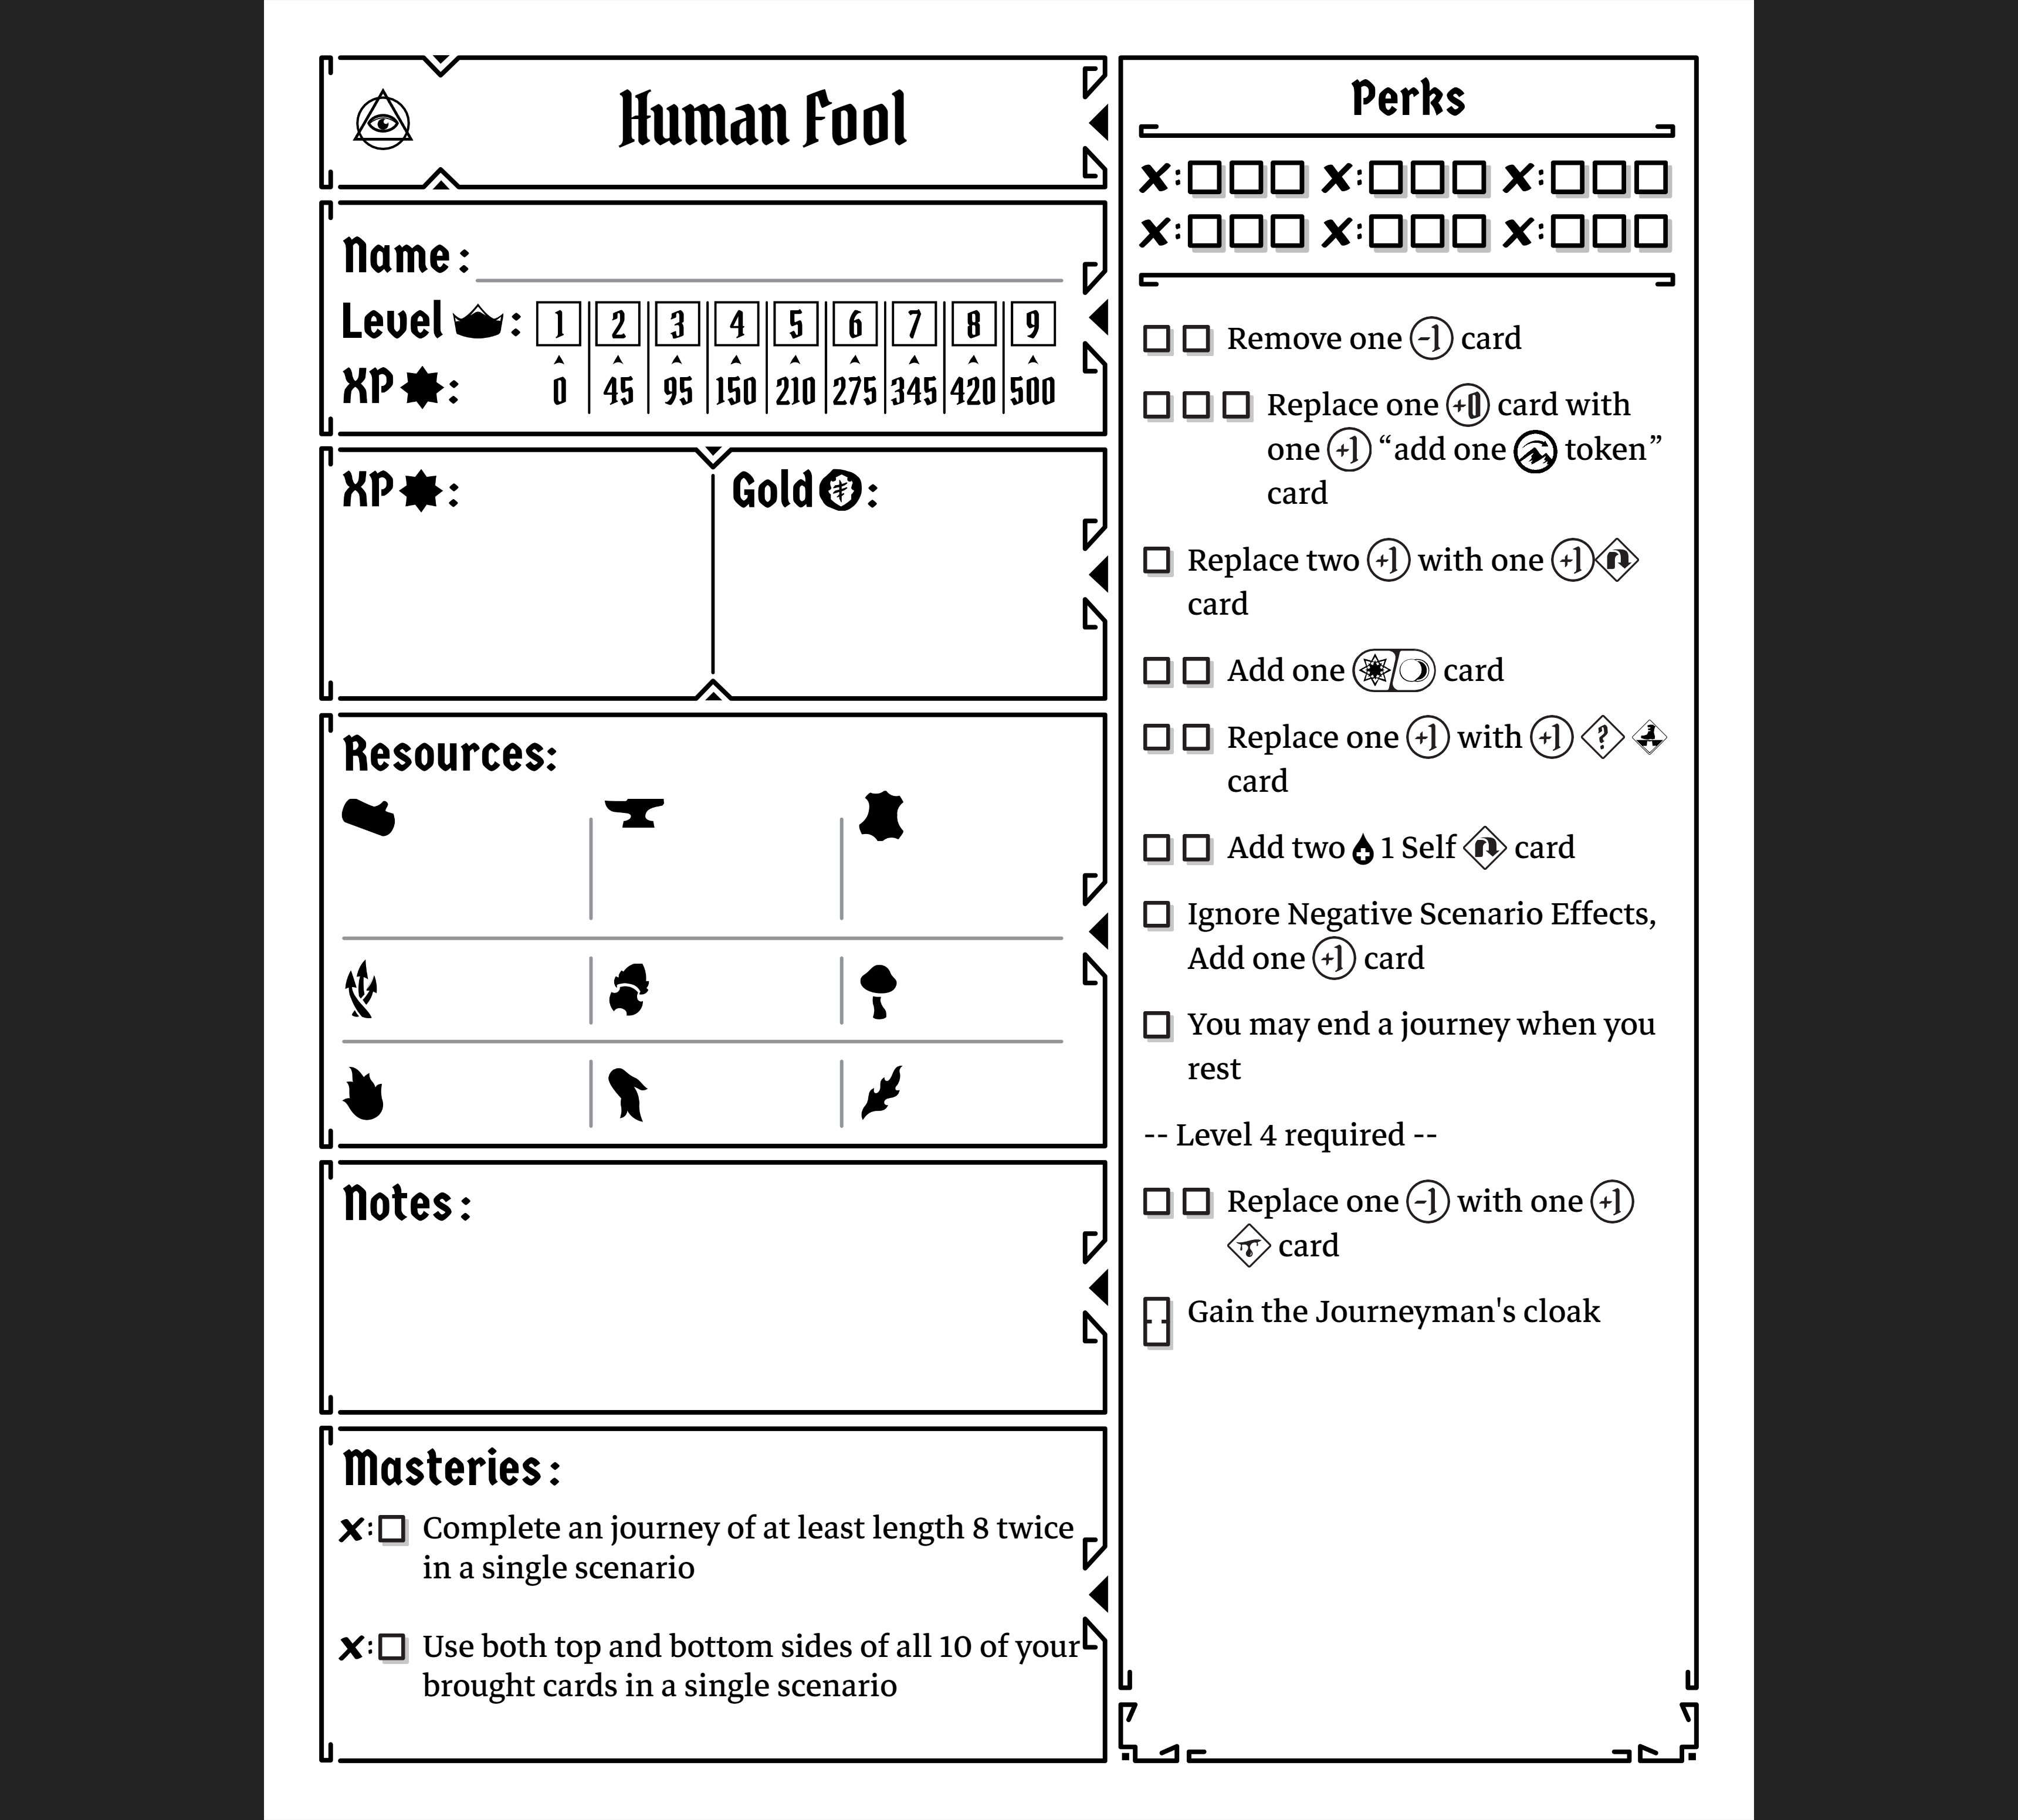 Human Fool
Name :
Level :
1 2 3 4 5 6 7 8 9
XP :
0 45 95 150 210 275 345 420 500
XP :
Gold :
Resources:
Notes :
Masteries :
x: Complete an journey of at least length 8 twice
in a single scenario
x: Use both top and bottom sides of all 10 of your
brought cards in a single scenario
Perks
x: x: x:
x: x: x:
Remove one -1 card
Replace one +0 card with
one +1 “add one token”
card
Replace two +1 with one +1
card
Add one card
Replace one +1 with +1 ?
card
Add two 1 Self card
Ignore Negative Scenario Effects,
Add one +1 card
You may end a journey when you
rest
-- Level 4 required --
Replace one -1 with one +1
card
Gain the Journeyman's cloak